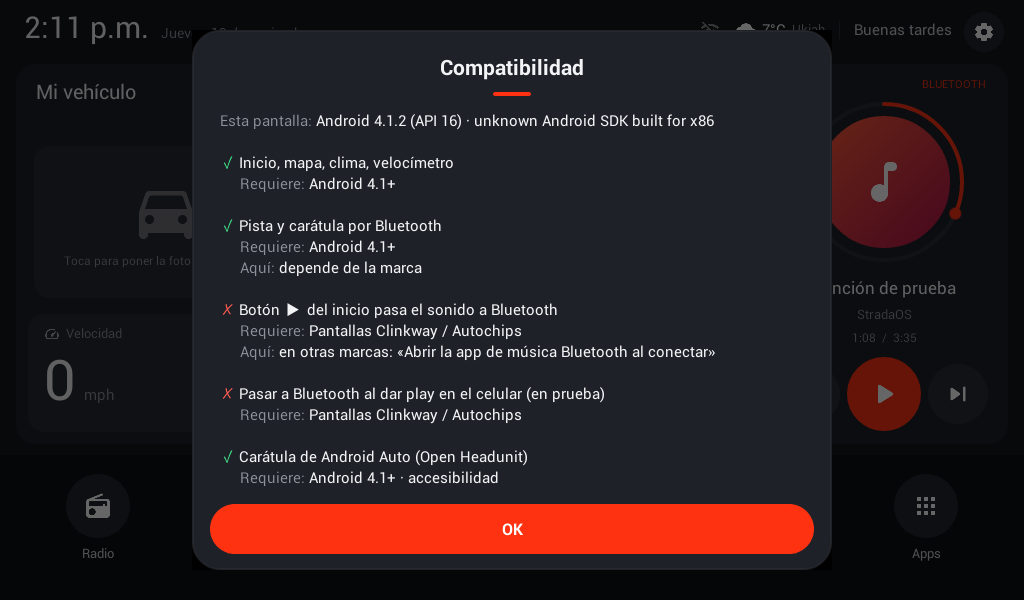 2:11 p.m.
Buenas tardes
Mi vehículo
BLUETOOTH
Compatibilidad
Esta pantalla: Android 4.1.2 (API 16) · unknown Android SDK built for x86
✓ Inicio, mapa, clima, velocímetro
Requiere: Android 4.1+
✓ Pista y carátula por Bluetooth
Requiere: Android 4.1+
Aquí: depende de la marca
✗ Botón ▶ del inicio pasa el sonido a Bluetooth
Requiere: Pantallas Clinkway / Autochips
Aquí: en otras marcas: «Abrir la app de música Bluetooth al conectar»
✗ Pasar a Bluetooth al dar play en el celular (en prueba)
Requiere: Pantallas Clinkway / Autochips
✓ Carátula de Android Auto (Open Headunit)
Requiere: Android 4.1+ · accesibilidad
OK
Toca para poner la foto
Velocidad
0 mph
de prueba
StradaOS
1:08 / 3:35
Radio
Apps